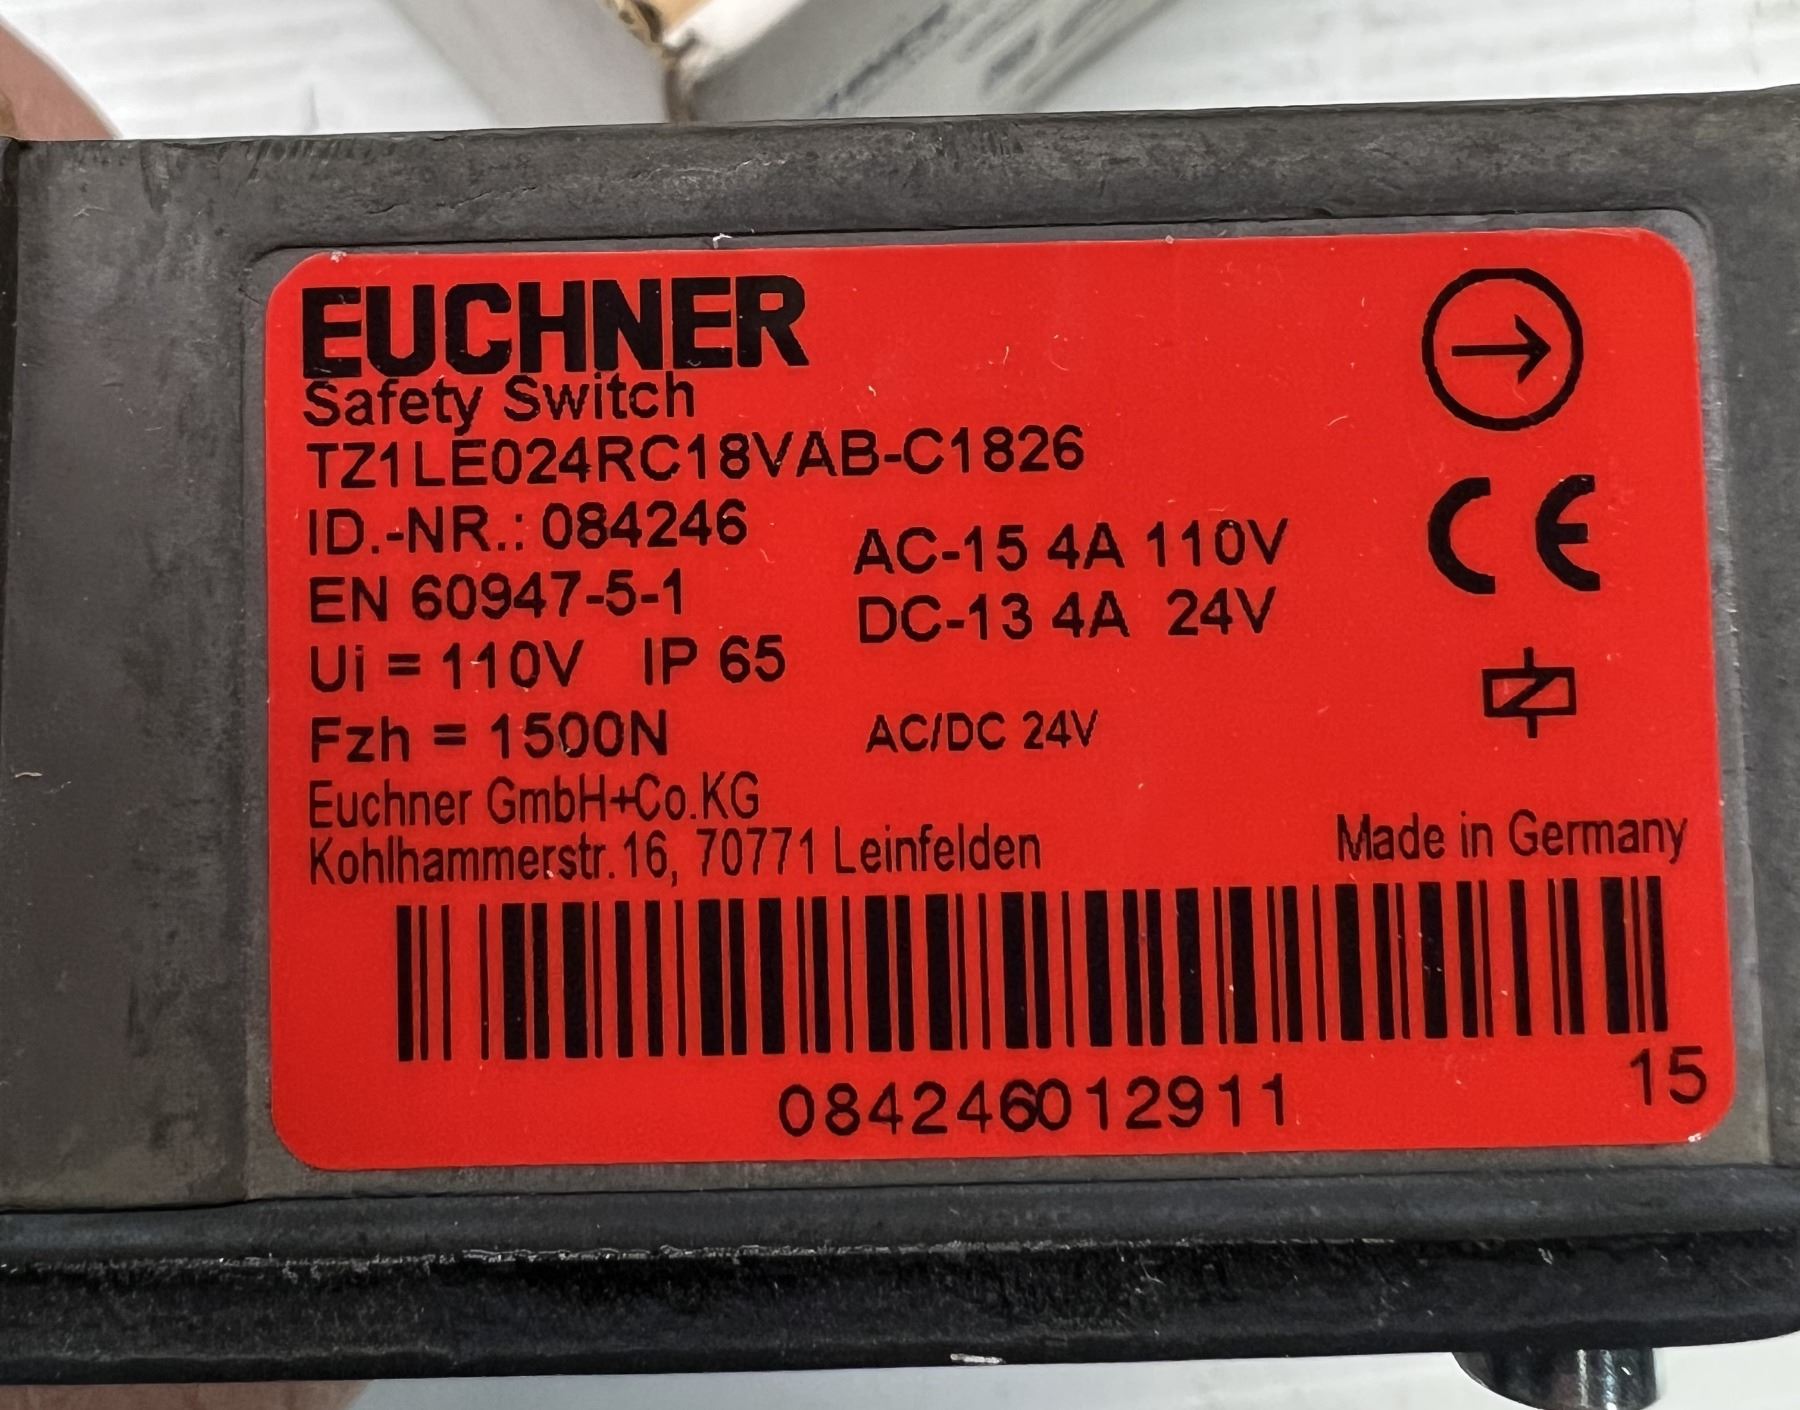 EUCHNER
Safety Switch
TZ1LE024RC18VAB-C1826
ID.-NR.: 084246
AC-15 4A 110V
EN 60947-5-1
DC-13 4A 24V
Ui = 110V IP 65
Fzh = 1500N
AC/DC 24V
Euchner GmbH+Co.KG
Kohlhammerstr. 16, 70771 Leinfelden
Made in Germany
CE
084246012911
15